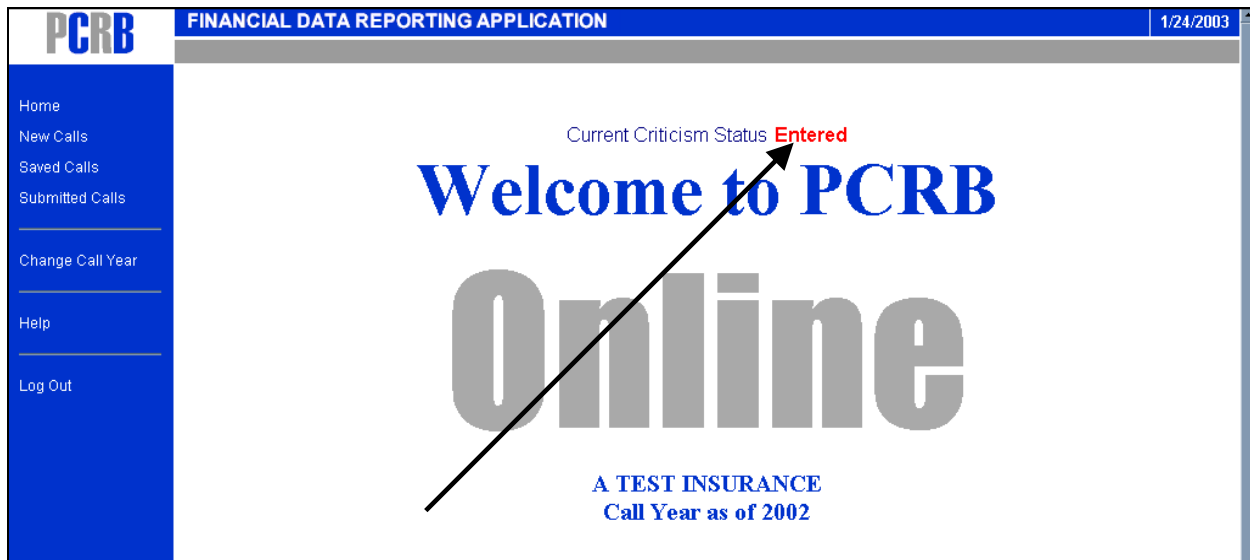 PCRB
FINANCIAL DATA REPORTING APPLICATION
1/24/2003
Home
New Calls
Saved Calls
Submitted Calls
Change Call Year
Help
Log Out
Current Criticism Status Entered
Welcome to PCRB
Online
A TEST INSURANCE
Call Year as of 2002